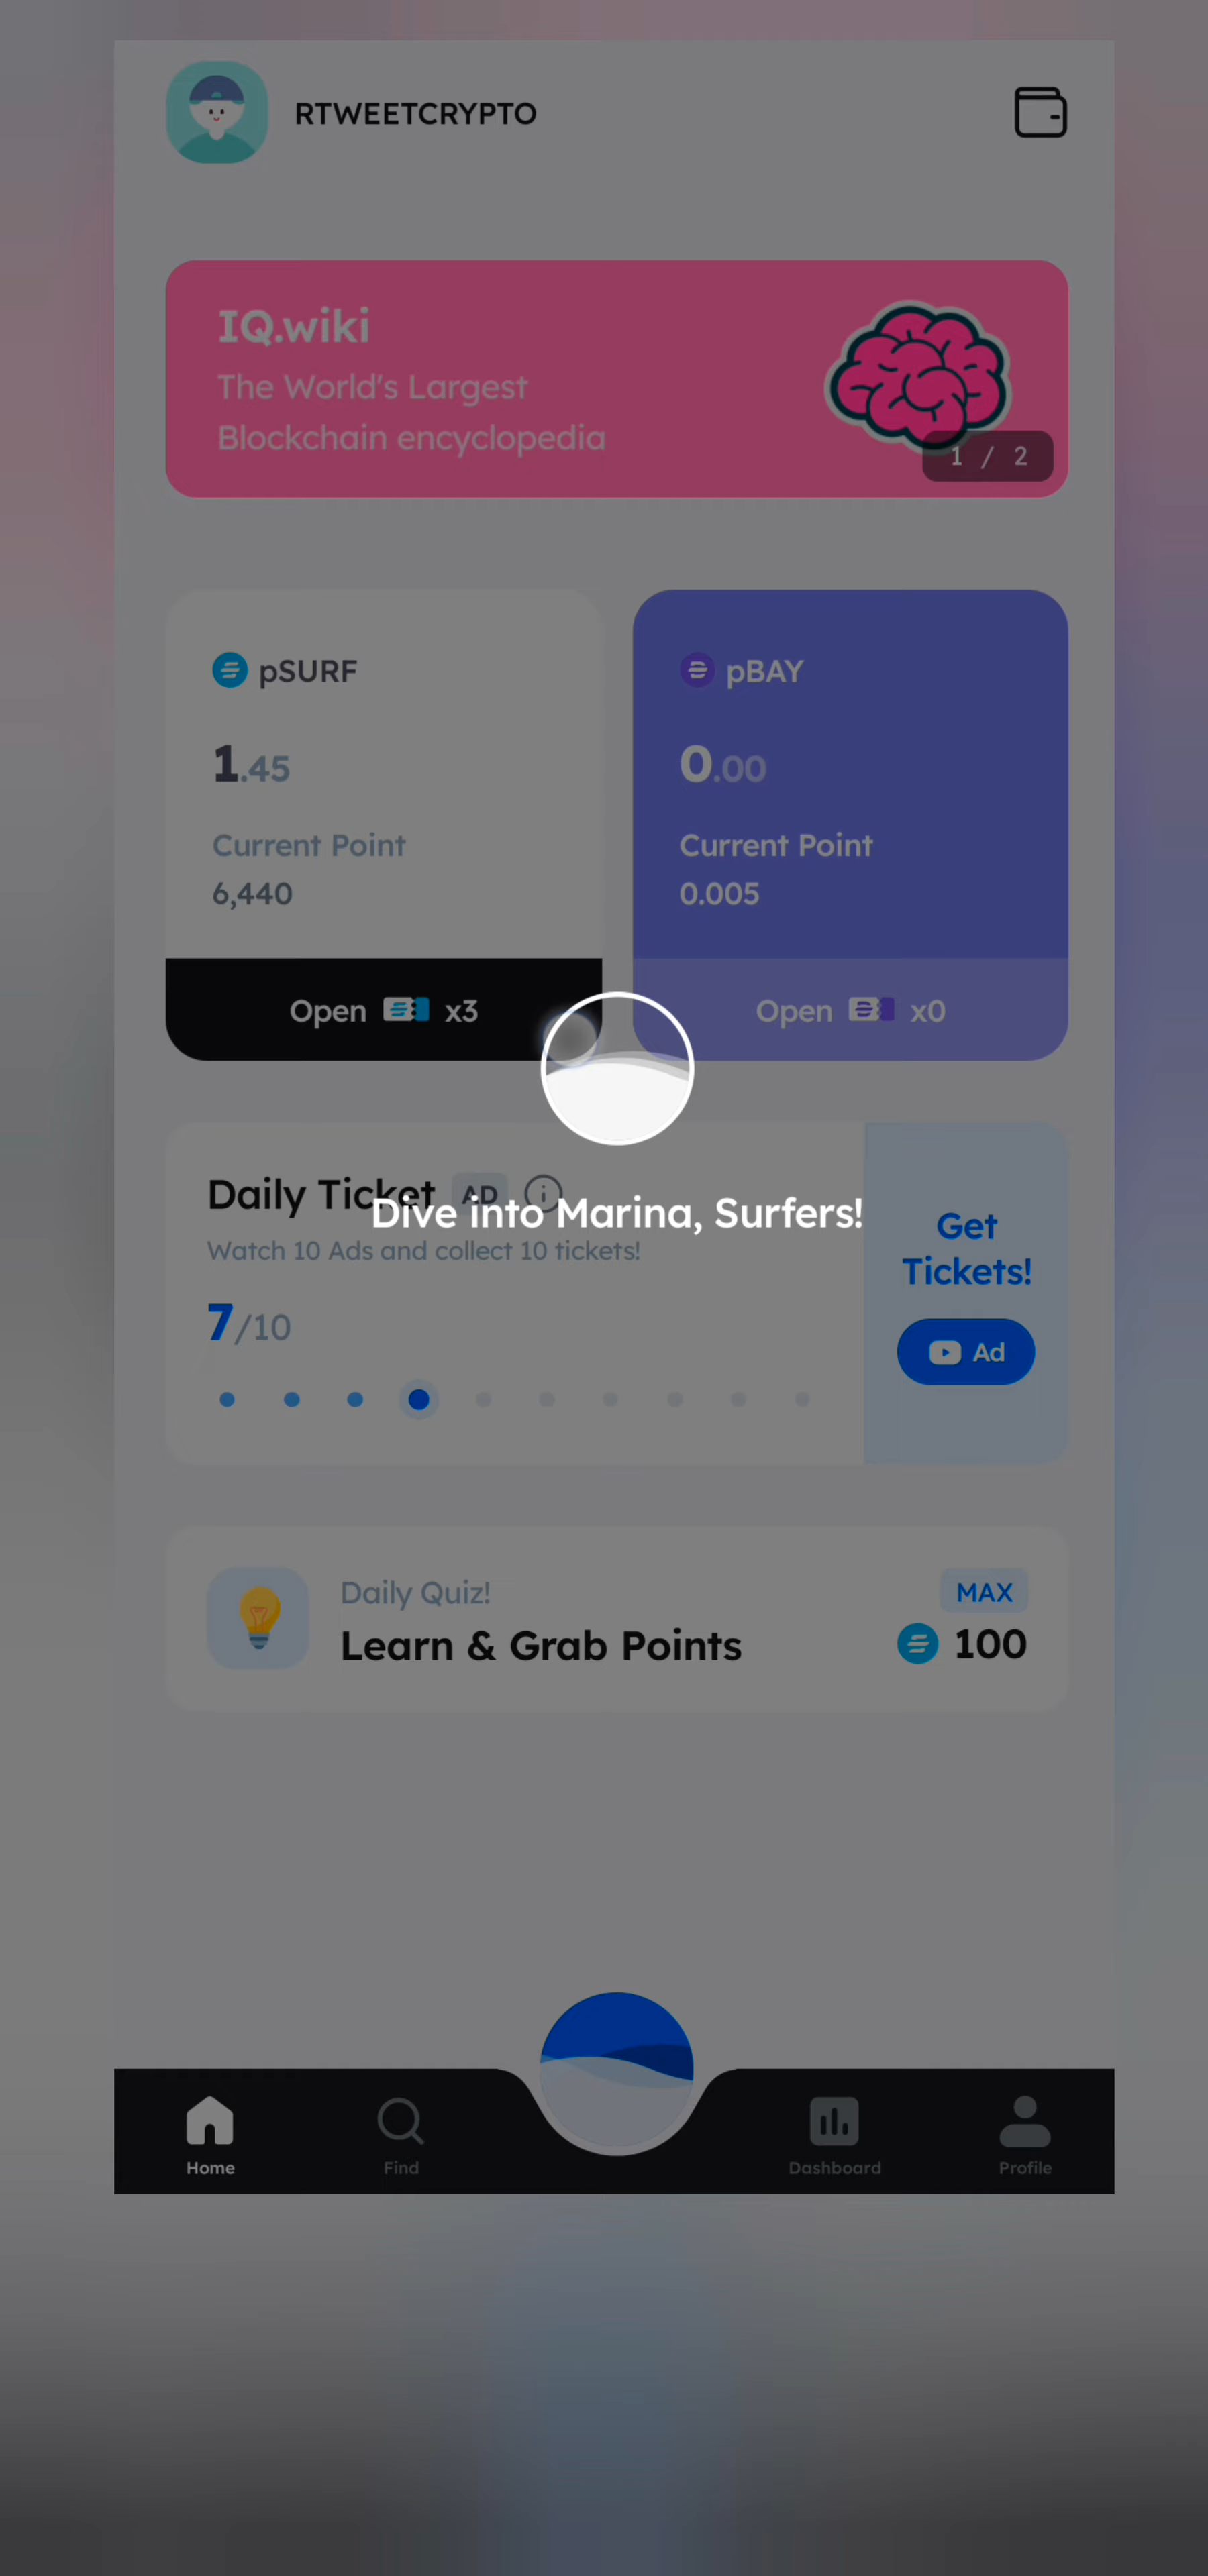 RTWEETCRYPTO
IQ.wiki
The World's Largest
Blockchain encyclopedia
1 / 2
pSURF
1.45
Current Point
6,440
Open x3
pBAY
0.00
Current Point
0.005
Open x0
Daily Ticket AD
Dive into Marina, Surfers!
Watch 10 Ads and collect 10 tickets!
7/10
Get
Tickets!
Ad
Daily Quiz!
Learn & Grab Points
MAX
100
Home
Find
Dashboard
Profile